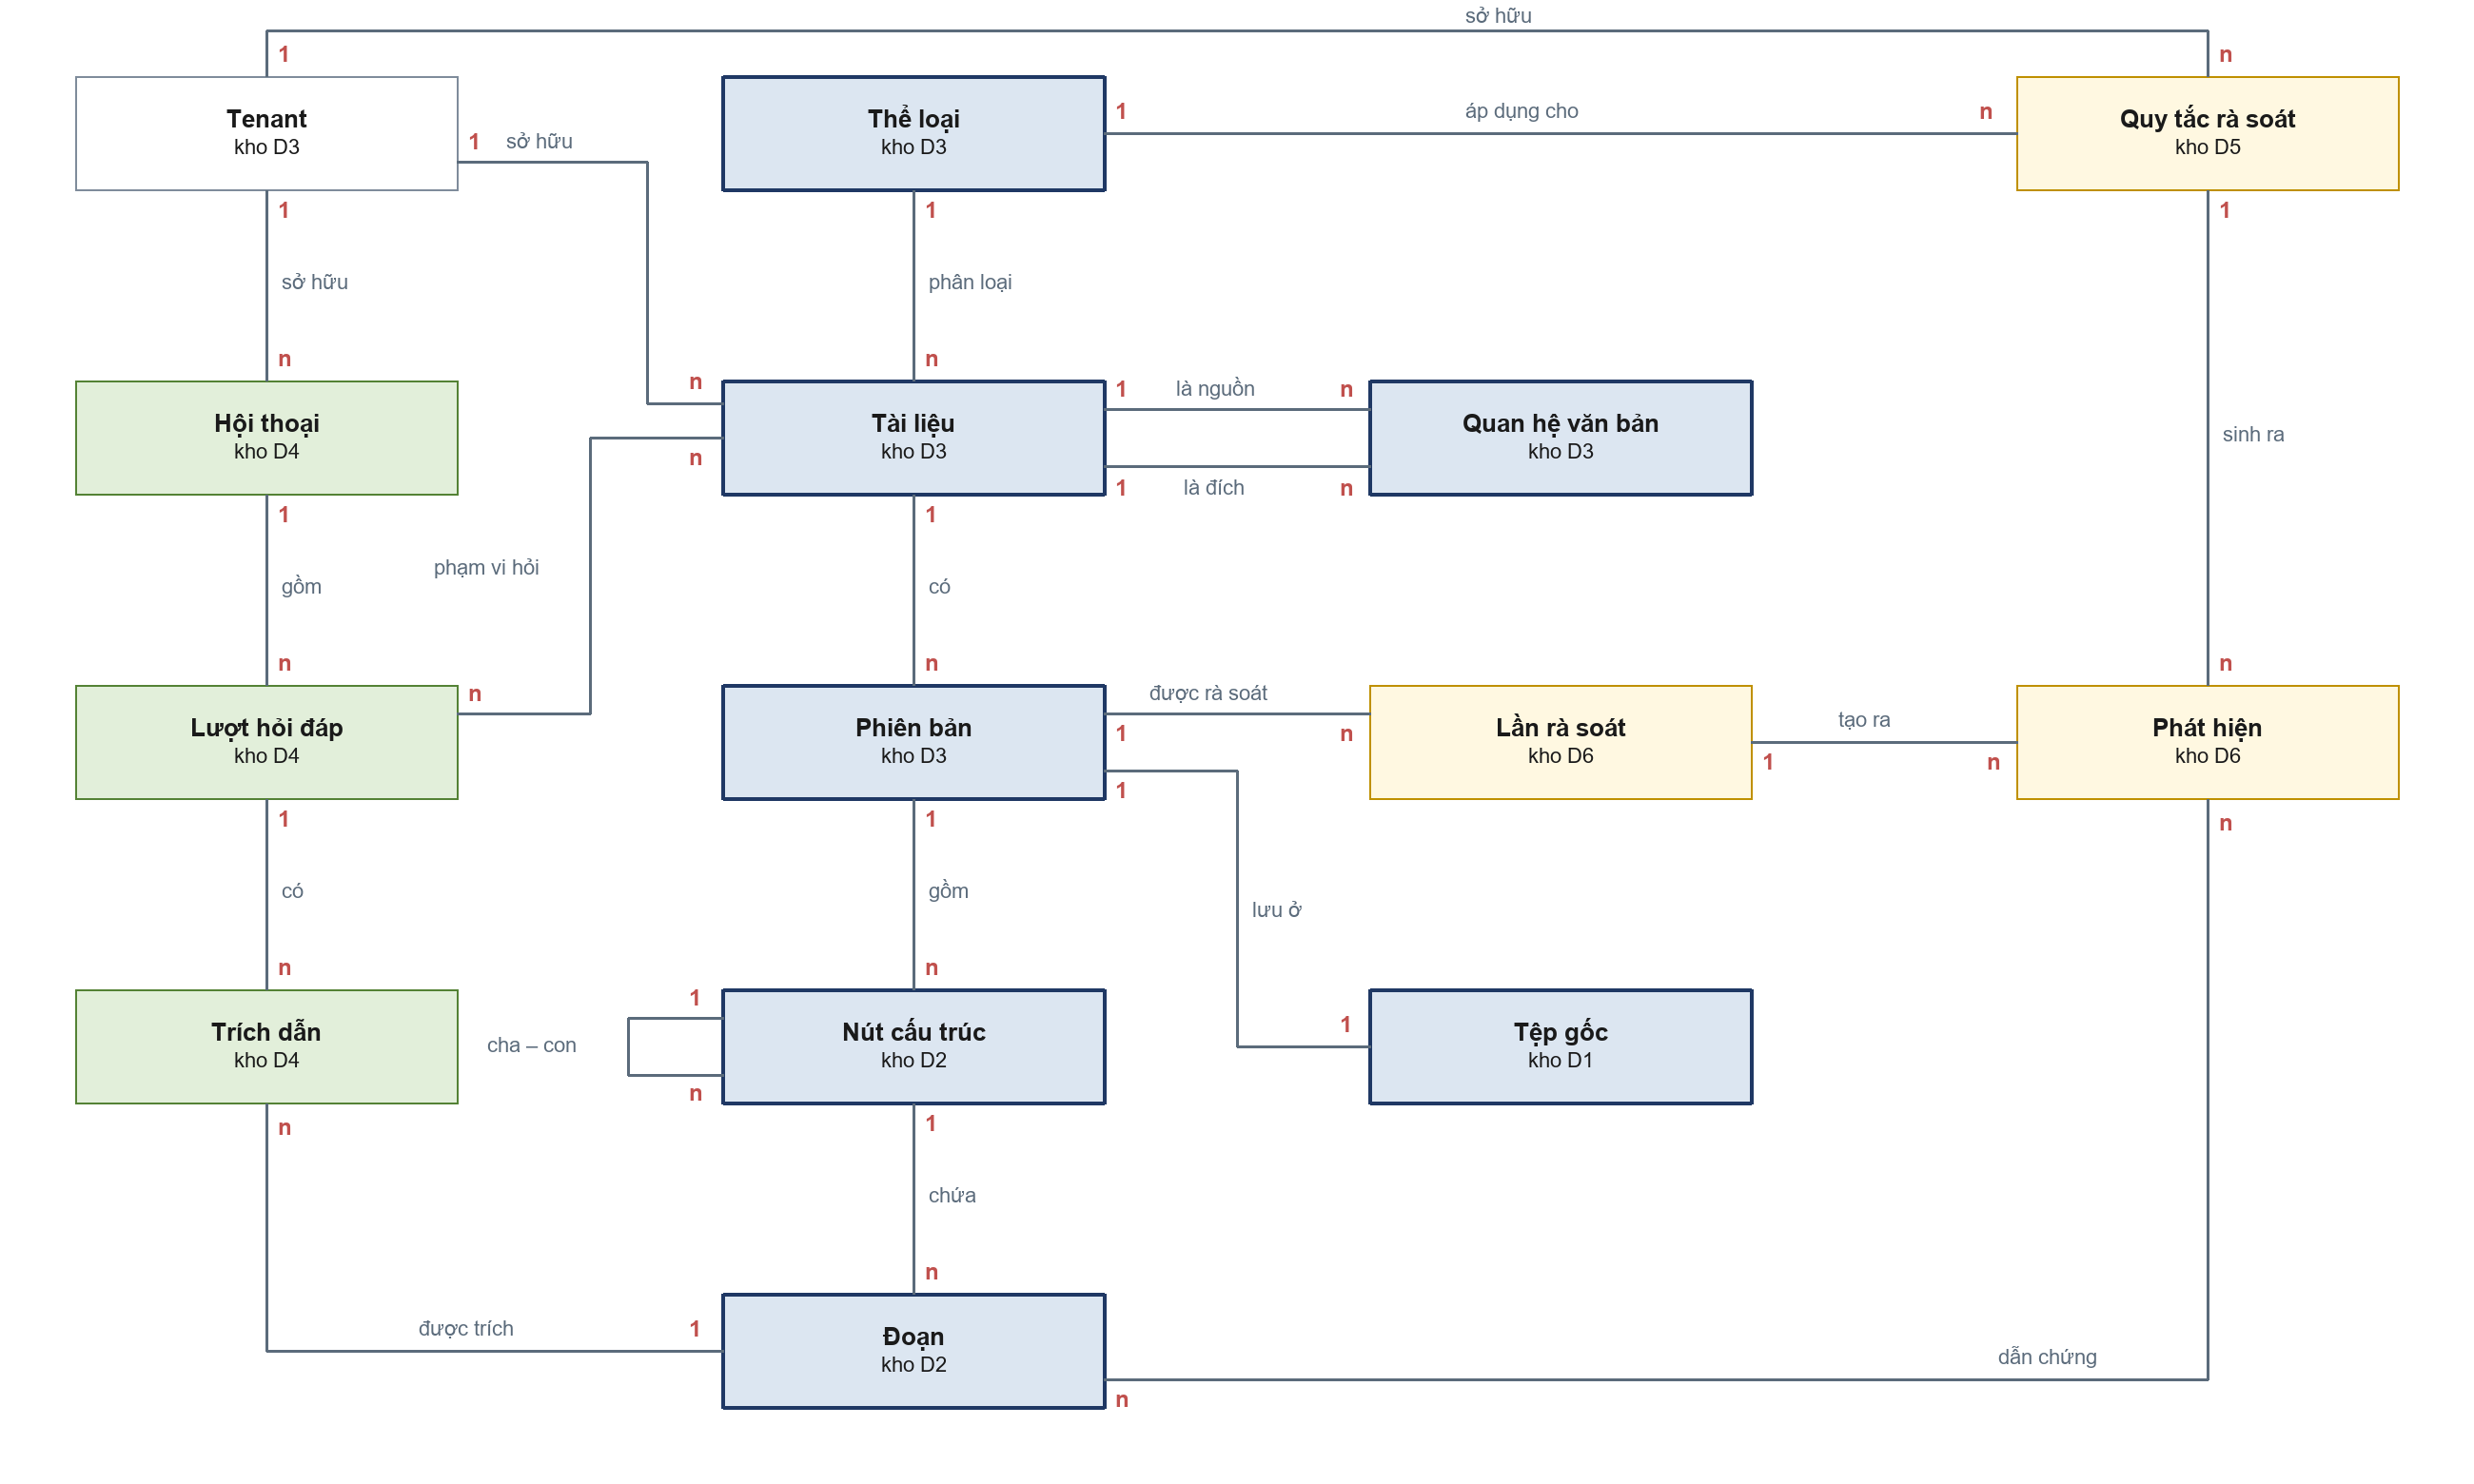 sở hữu
1
n
Tenant
kho D3
1
sở hữu
Thể loại
kho D3
1
áp dụng cho
n
Quy tắc rà soát
kho D5
1
1
1
sở hữu
phân loại
n
n
n
Hội thoại
kho D4
n
Tài liệu
kho D3
1
là nguồn
n
Quan hệ văn bản
kho D3
sinh ra
1
là đích
n
1
1
phạm vi hỏi
gồm
có
n
n
n
Lượt hỏi đáp
kho D4
n
Phiên bản
kho D3
được rà soát
1
n
Lần rà soát
kho D6
tạo ra
1
n
Phát hiện
kho D6
1
1
1
n
có
gồm
lưu ở
n
n
Trích dẫn
kho D4
cha – con
1
n
Nút cấu trúc
kho D2
1
Tệp gốc
kho D1
n
1
chứa
n
được trích
1
Đoạn
kho D2
n
dẫn chứng